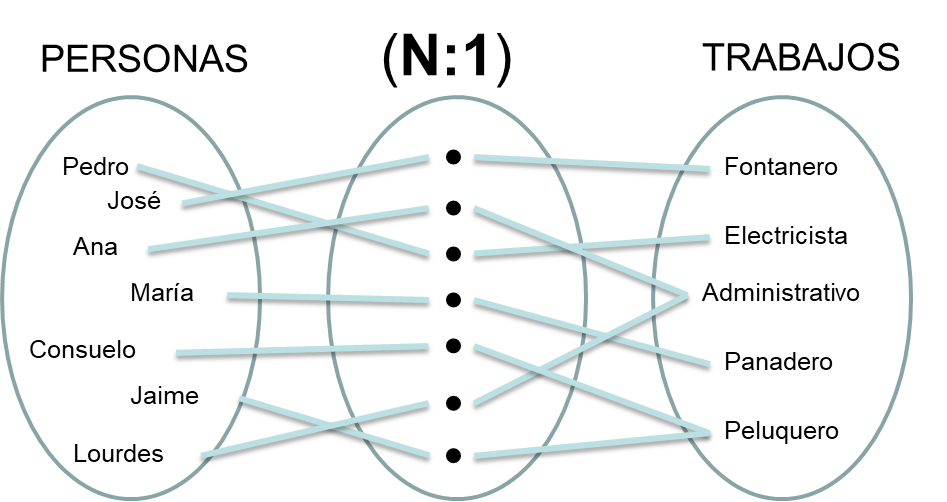 PERSONAS
(N:1)
TRABAJOS
Pedro
José
Ana
María
Consuelo
Jaime
Lourdes
Fontanero
Electricista
Administrativo
Panadero
Peluquero